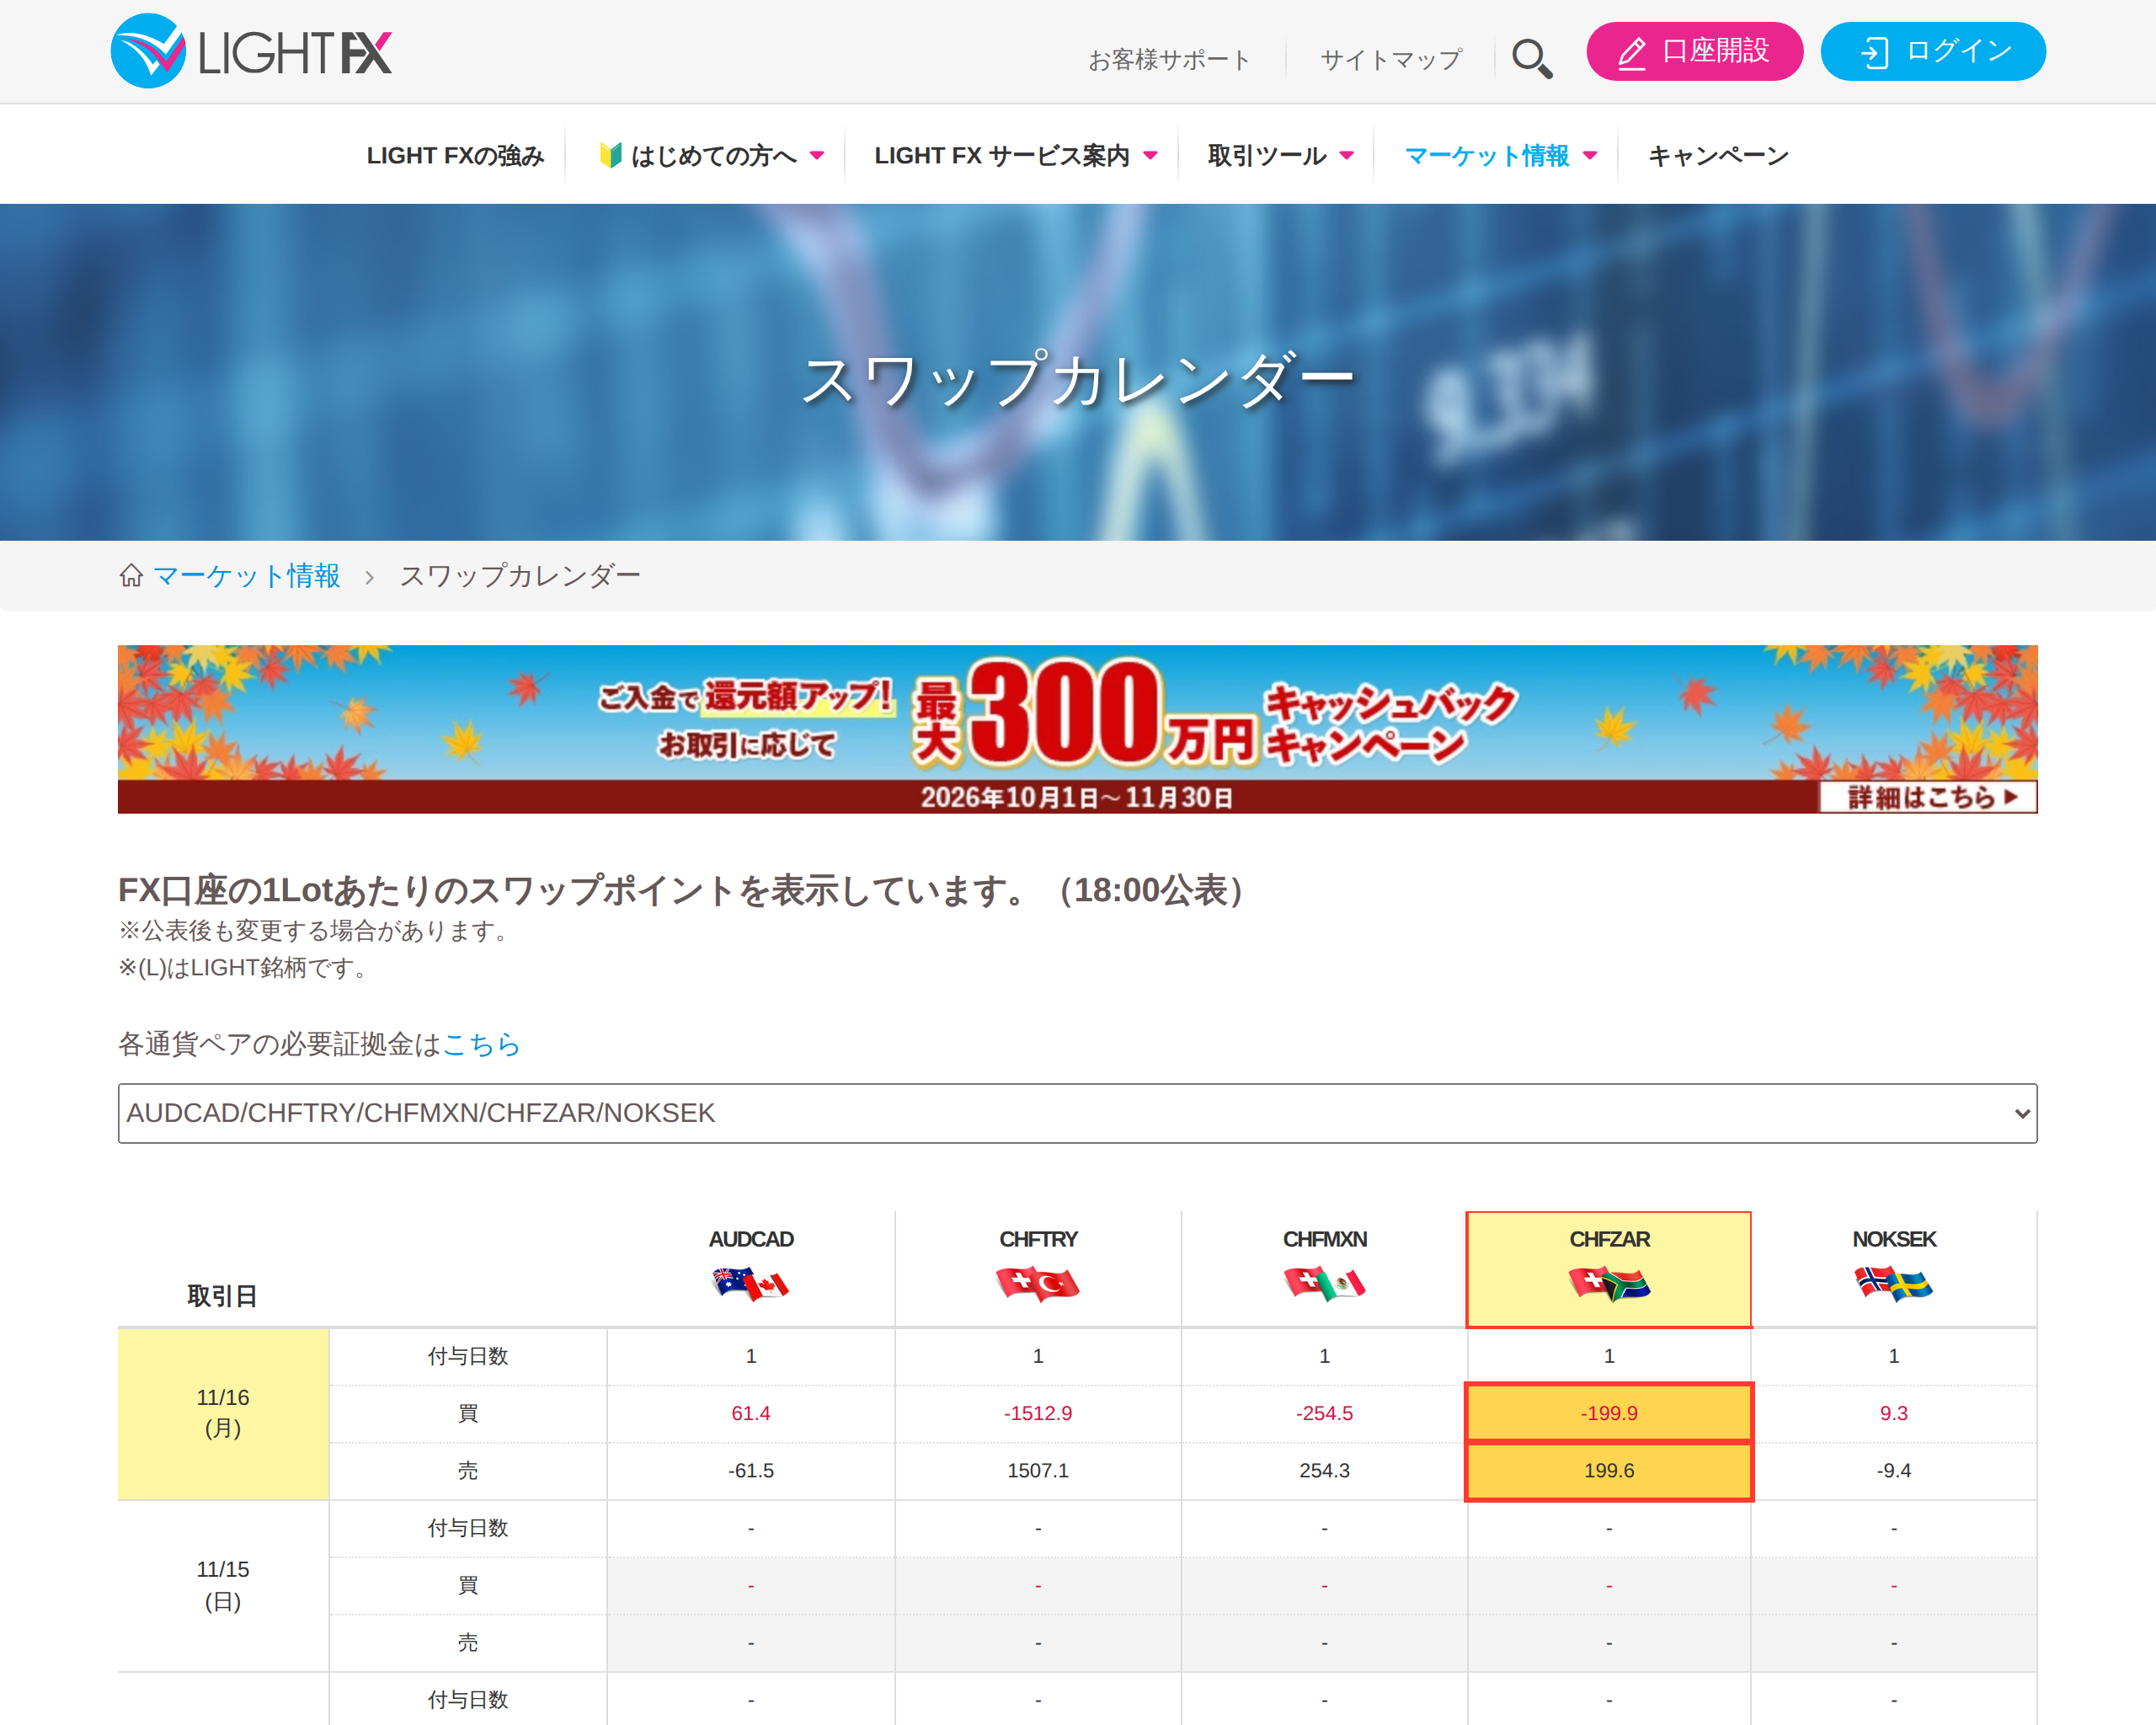 LIGHT FX
お客様サポート
サイトマップ
口座開設
ログイン
LIGHT FXの強み
はじめての方へ
LIGHT FX サービス案内
取引ツール
マーケット情報
キャンペーン
スワップカレンダー
マーケット情報 › スワップカレンダー
ご入金で還元額アップ！
お取引に応じて
最大300万円
キャッシュバック
キャンペーン
2026年10月1日～11月30日
詳細はこちら▶
FX口座の1Lotあたりのスワップポイントを表示しています。（18:00公表）
※公表後も変更する場合があります。
※(L)はLIGHT銘柄です。
各通貨ペアの必要証拠金はこちら
AUDCAD/CHFTRY/CHFMXN/CHFZAR/NOKSEK
取引日 AUDCAD CHFTRY CHFMXN CHFZAR NOKSEK
11/16
(月)
付与日数 1 1 1 1 1
買 61.4 -1512.9 -254.5 -199.9 9.3
売 -61.5 1507.1 254.3 199.6 -9.4
11/15
(日)
付与日数 - - - - -
買 - - - - -
売 - - - - -
付与日数 - - - - -